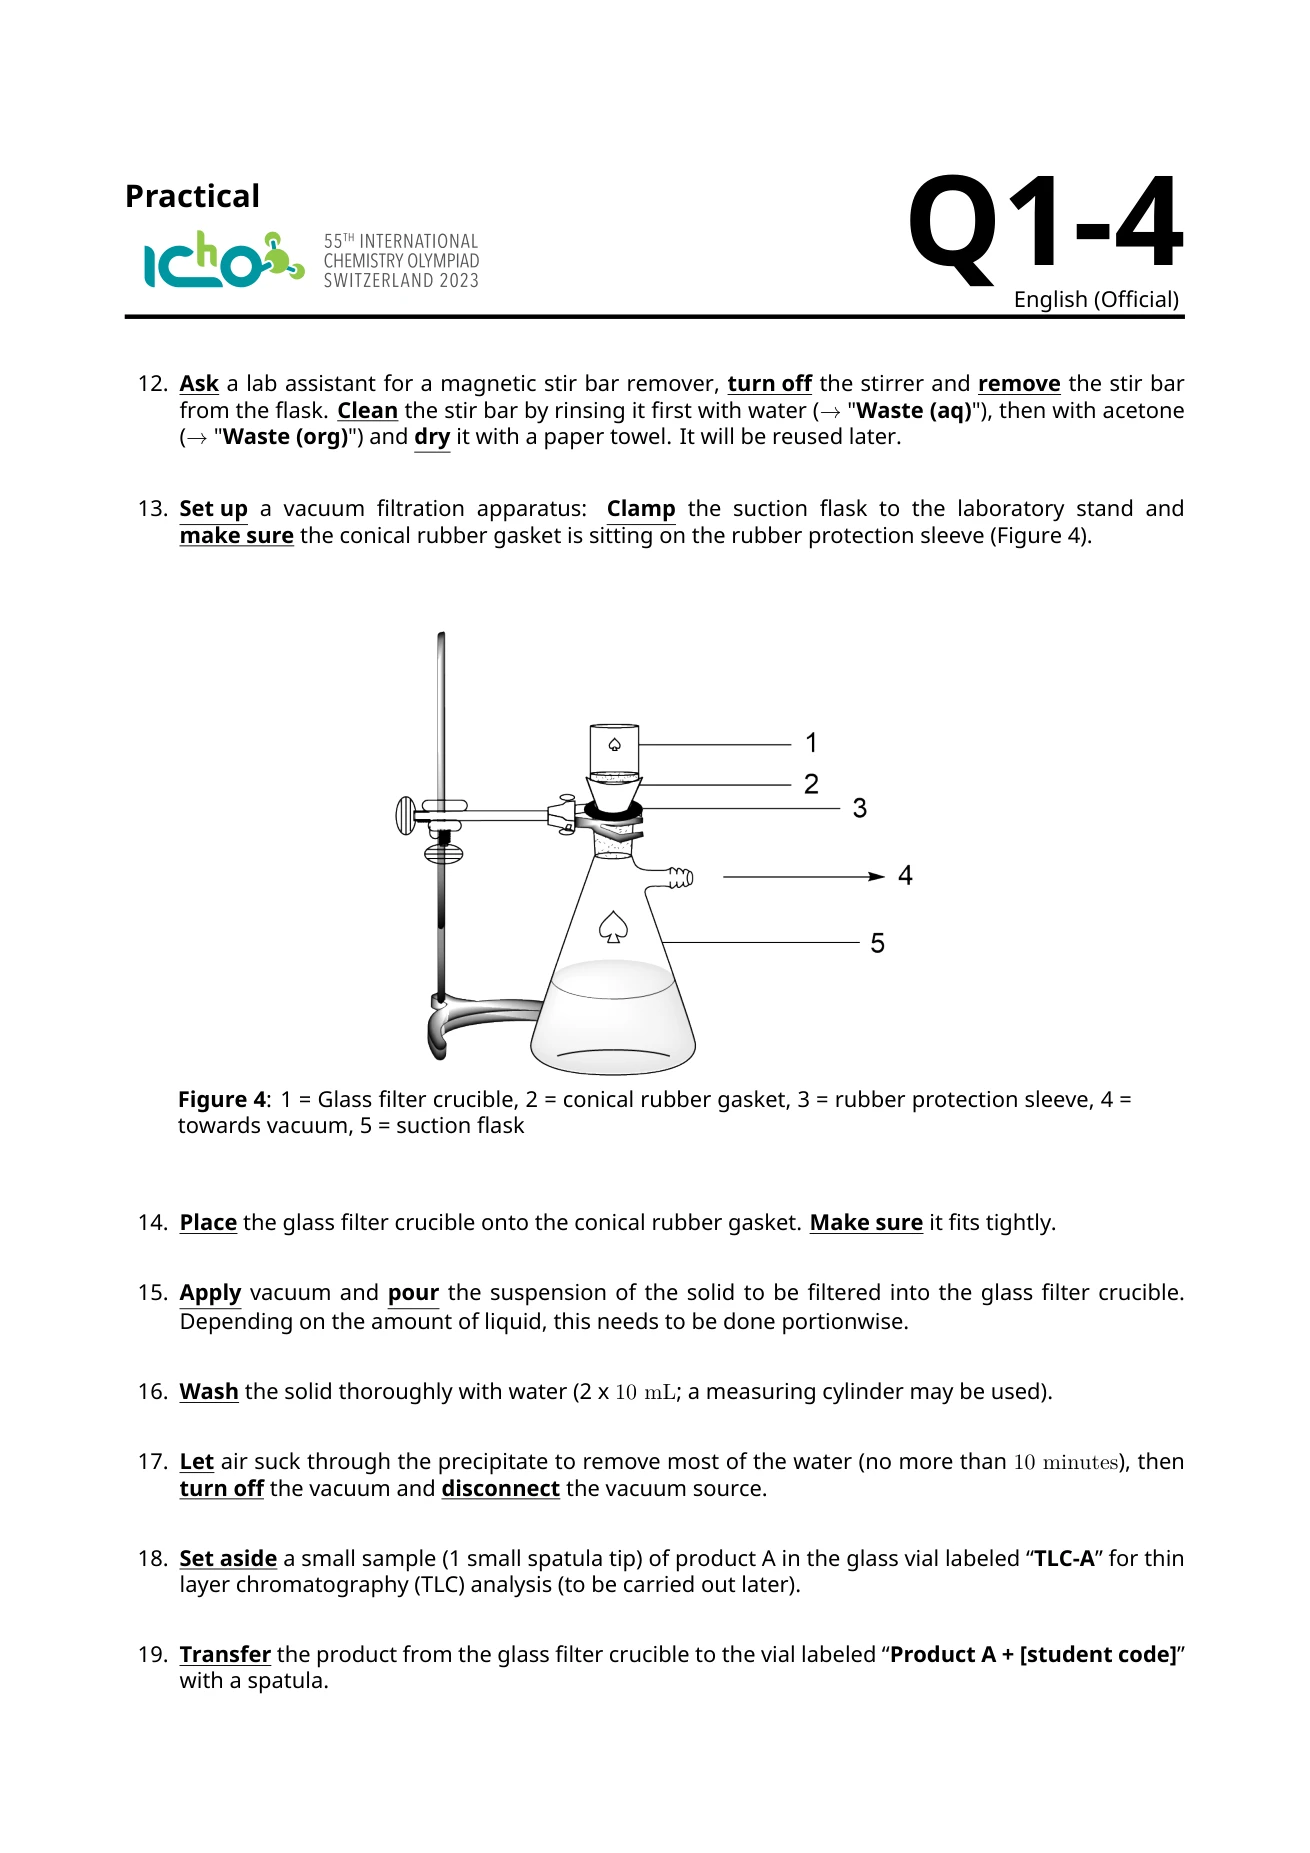 Practical
Q1-4
IChO
55TH INTERNATIONAL
CHEMISTRY OLYMPIAD
SWITZERLAND 2023
English (Official)
12. Ask a lab assistant for a magnetic stir bar remover, turn off the stirrer and remove the stir bar
from the flask. Clean the stir bar by rinsing it first with water (→ "Waste (aq)"), then with acetone
(→ "Waste (org)") and dry it with a paper towel. It will be reused later.
13. Set up a vacuum filtration apparatus: Clamp the suction flask to the laboratory stand and
make sure the conical rubber gasket is sitting on the rubber protection sleeve (Figure 4).
1
2
3
4
5
Figure 4: 1 = Glass filter crucible, 2 = conical rubber gasket, 3 = rubber protection sleeve, 4 =
towards vacuum, 5 = suction flask
14. Place the glass filter crucible onto the conical rubber gasket. Make sure it fits tightly.
15. Apply vacuum and pour the suspension of the solid to be filtered into the glass filter crucible.
Depending on the amount of liquid, this needs to be done portionwise.
16. Wash the solid thoroughly with water (2 x 10 mL; a measuring cylinder may be used).
17. Let air suck through the precipitate to remove most of the water (no more than 10 minutes), then
turn off the vacuum and disconnect the vacuum source.
18. Set aside a small sample (1 small spatula tip) of product A in the glass vial labeled “TLC-A” for thin
layer chromatography (TLC) analysis (to be carried out later).
19. Transfer the product from the glass filter crucible to the vial labeled “Product A + [student code]”
with a spatula.